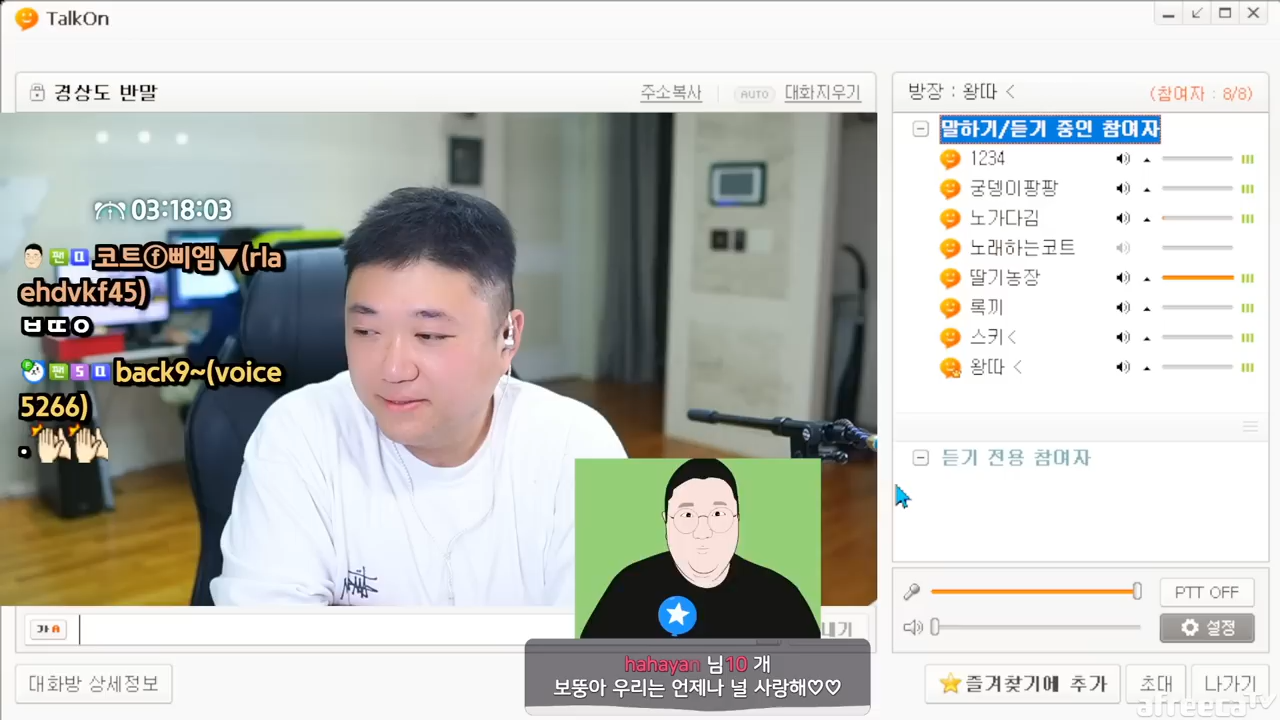 TalkOn
경상도 반말
주소복사
AUTO
대화지우기
방장 : 왕따 <
(참여자 : 8/8)
말하기/듣기 중인 참여자
1234
궁뎅이팡팡
노가다김
노래하는코트
딸기농장
록끼
스키<
왕따 <
듣기 전용 참여자
03:18:03
팬 코트ⓕ삐엠▼(rla
ehdvkf45)
ㅂㄸㅇ
팬 S back9~(voice
5266)
.
가
내기
PTT OFF
설정
hahayan 님10 개
보뚱아 우리는 언제나 널 사랑해♡♡
대화방 상세정보
즐겨찾기에 추가
초대
나가기
afreecaTV